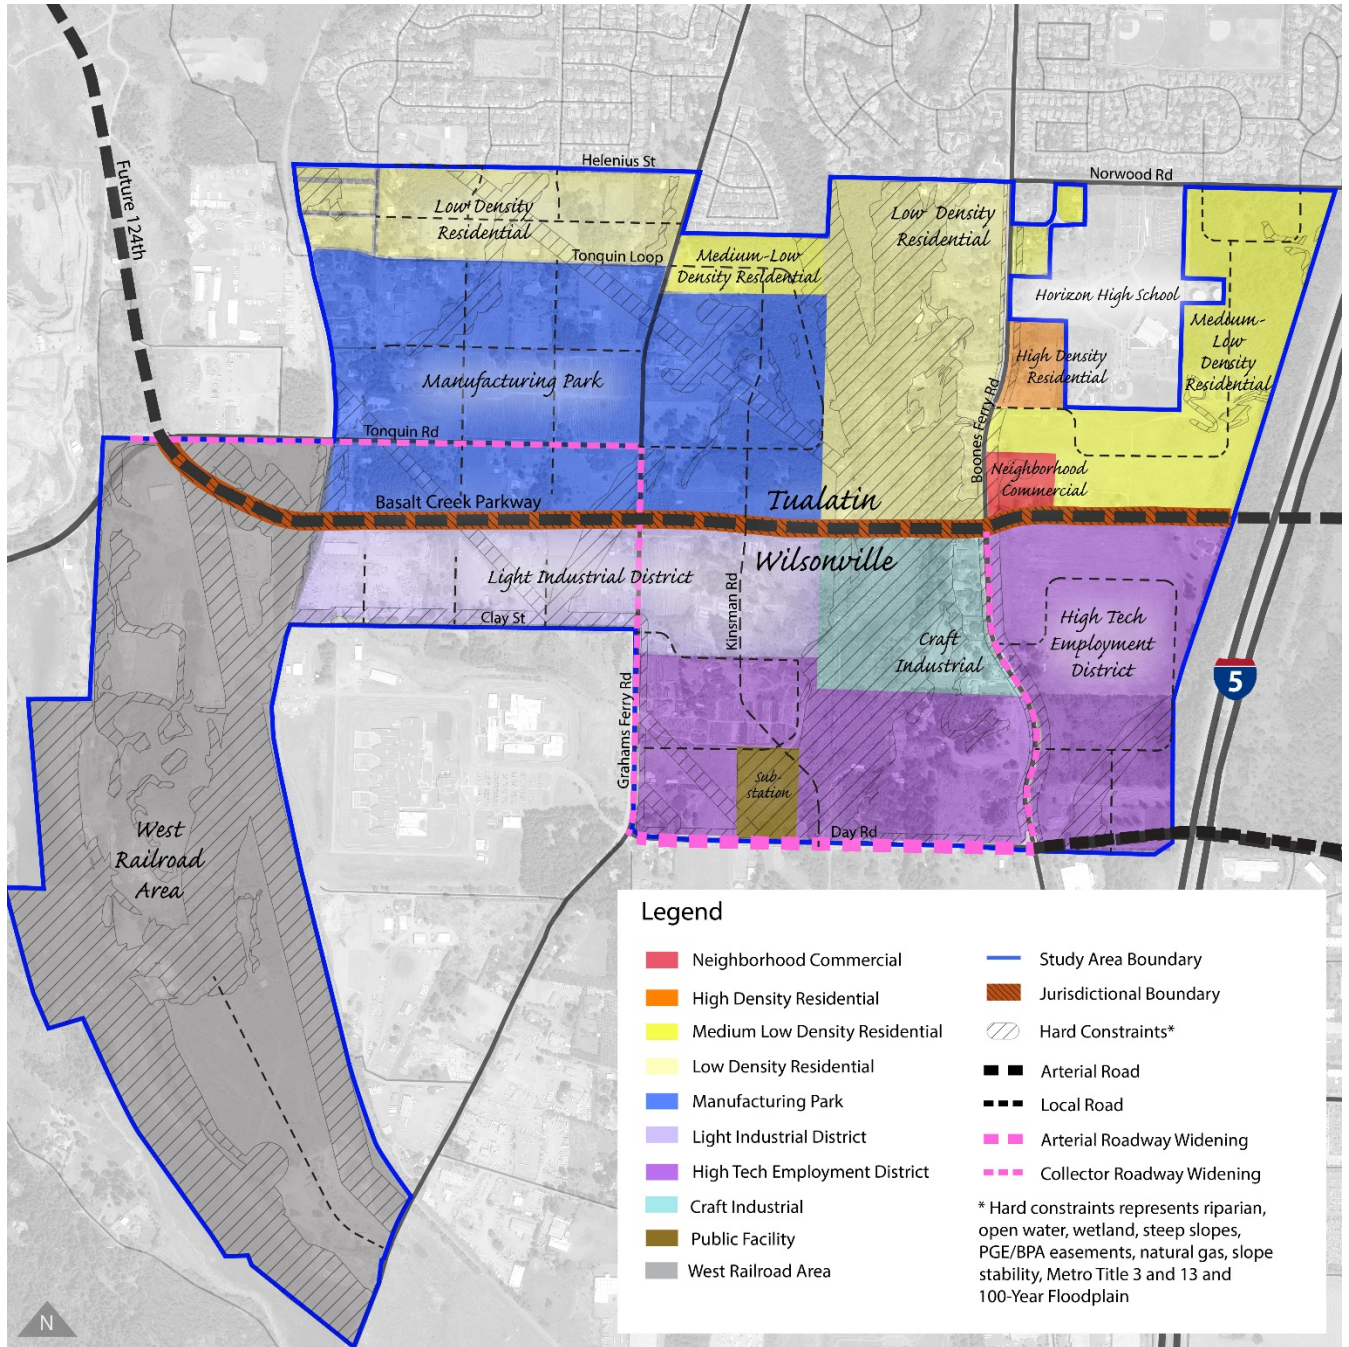 Helenius St
Norwood Rd
Future 124th
Low Density
Residential
Low Density
Residential
Tonquin Loop
Medium-Low
Density Residential
Horizon High School
Medium-
Low
Density
Residential
High Density
Residential
Manufacturing Park
Boones Ferry Rd
Tonquin Rd
Neighborhood
Commercial
Basalt Creek Parkway
Tualatin
Wilsonville
Light Industrial District
Kinsman Rd
Clay St
Craft
Industrial
High Tech
Employment
District
5
Grahams Ferry Rd
Sub-
station
Day Rd
West
Railroad
Area
Legend
Neighborhood Commercial
High Density Residential
Medium Low Density Residential
Low Density Residential
Manufacturing Park
Light Industrial District
High Tech Employment District
Craft Industrial
Public Facility
West Railroad Area
Study Area Boundary
Jurisdictional Boundary
Hard Constraints*
Arterial Road
Local Road
Arterial Roadway Widening
Collector Roadway Widening
* Hard constraints represents riparian,
open water, wetland, steep slopes,
PGE/BPA easements, natural gas, slope
stability, Metro Title 3 and 13 and
100-Year Floodplain
N